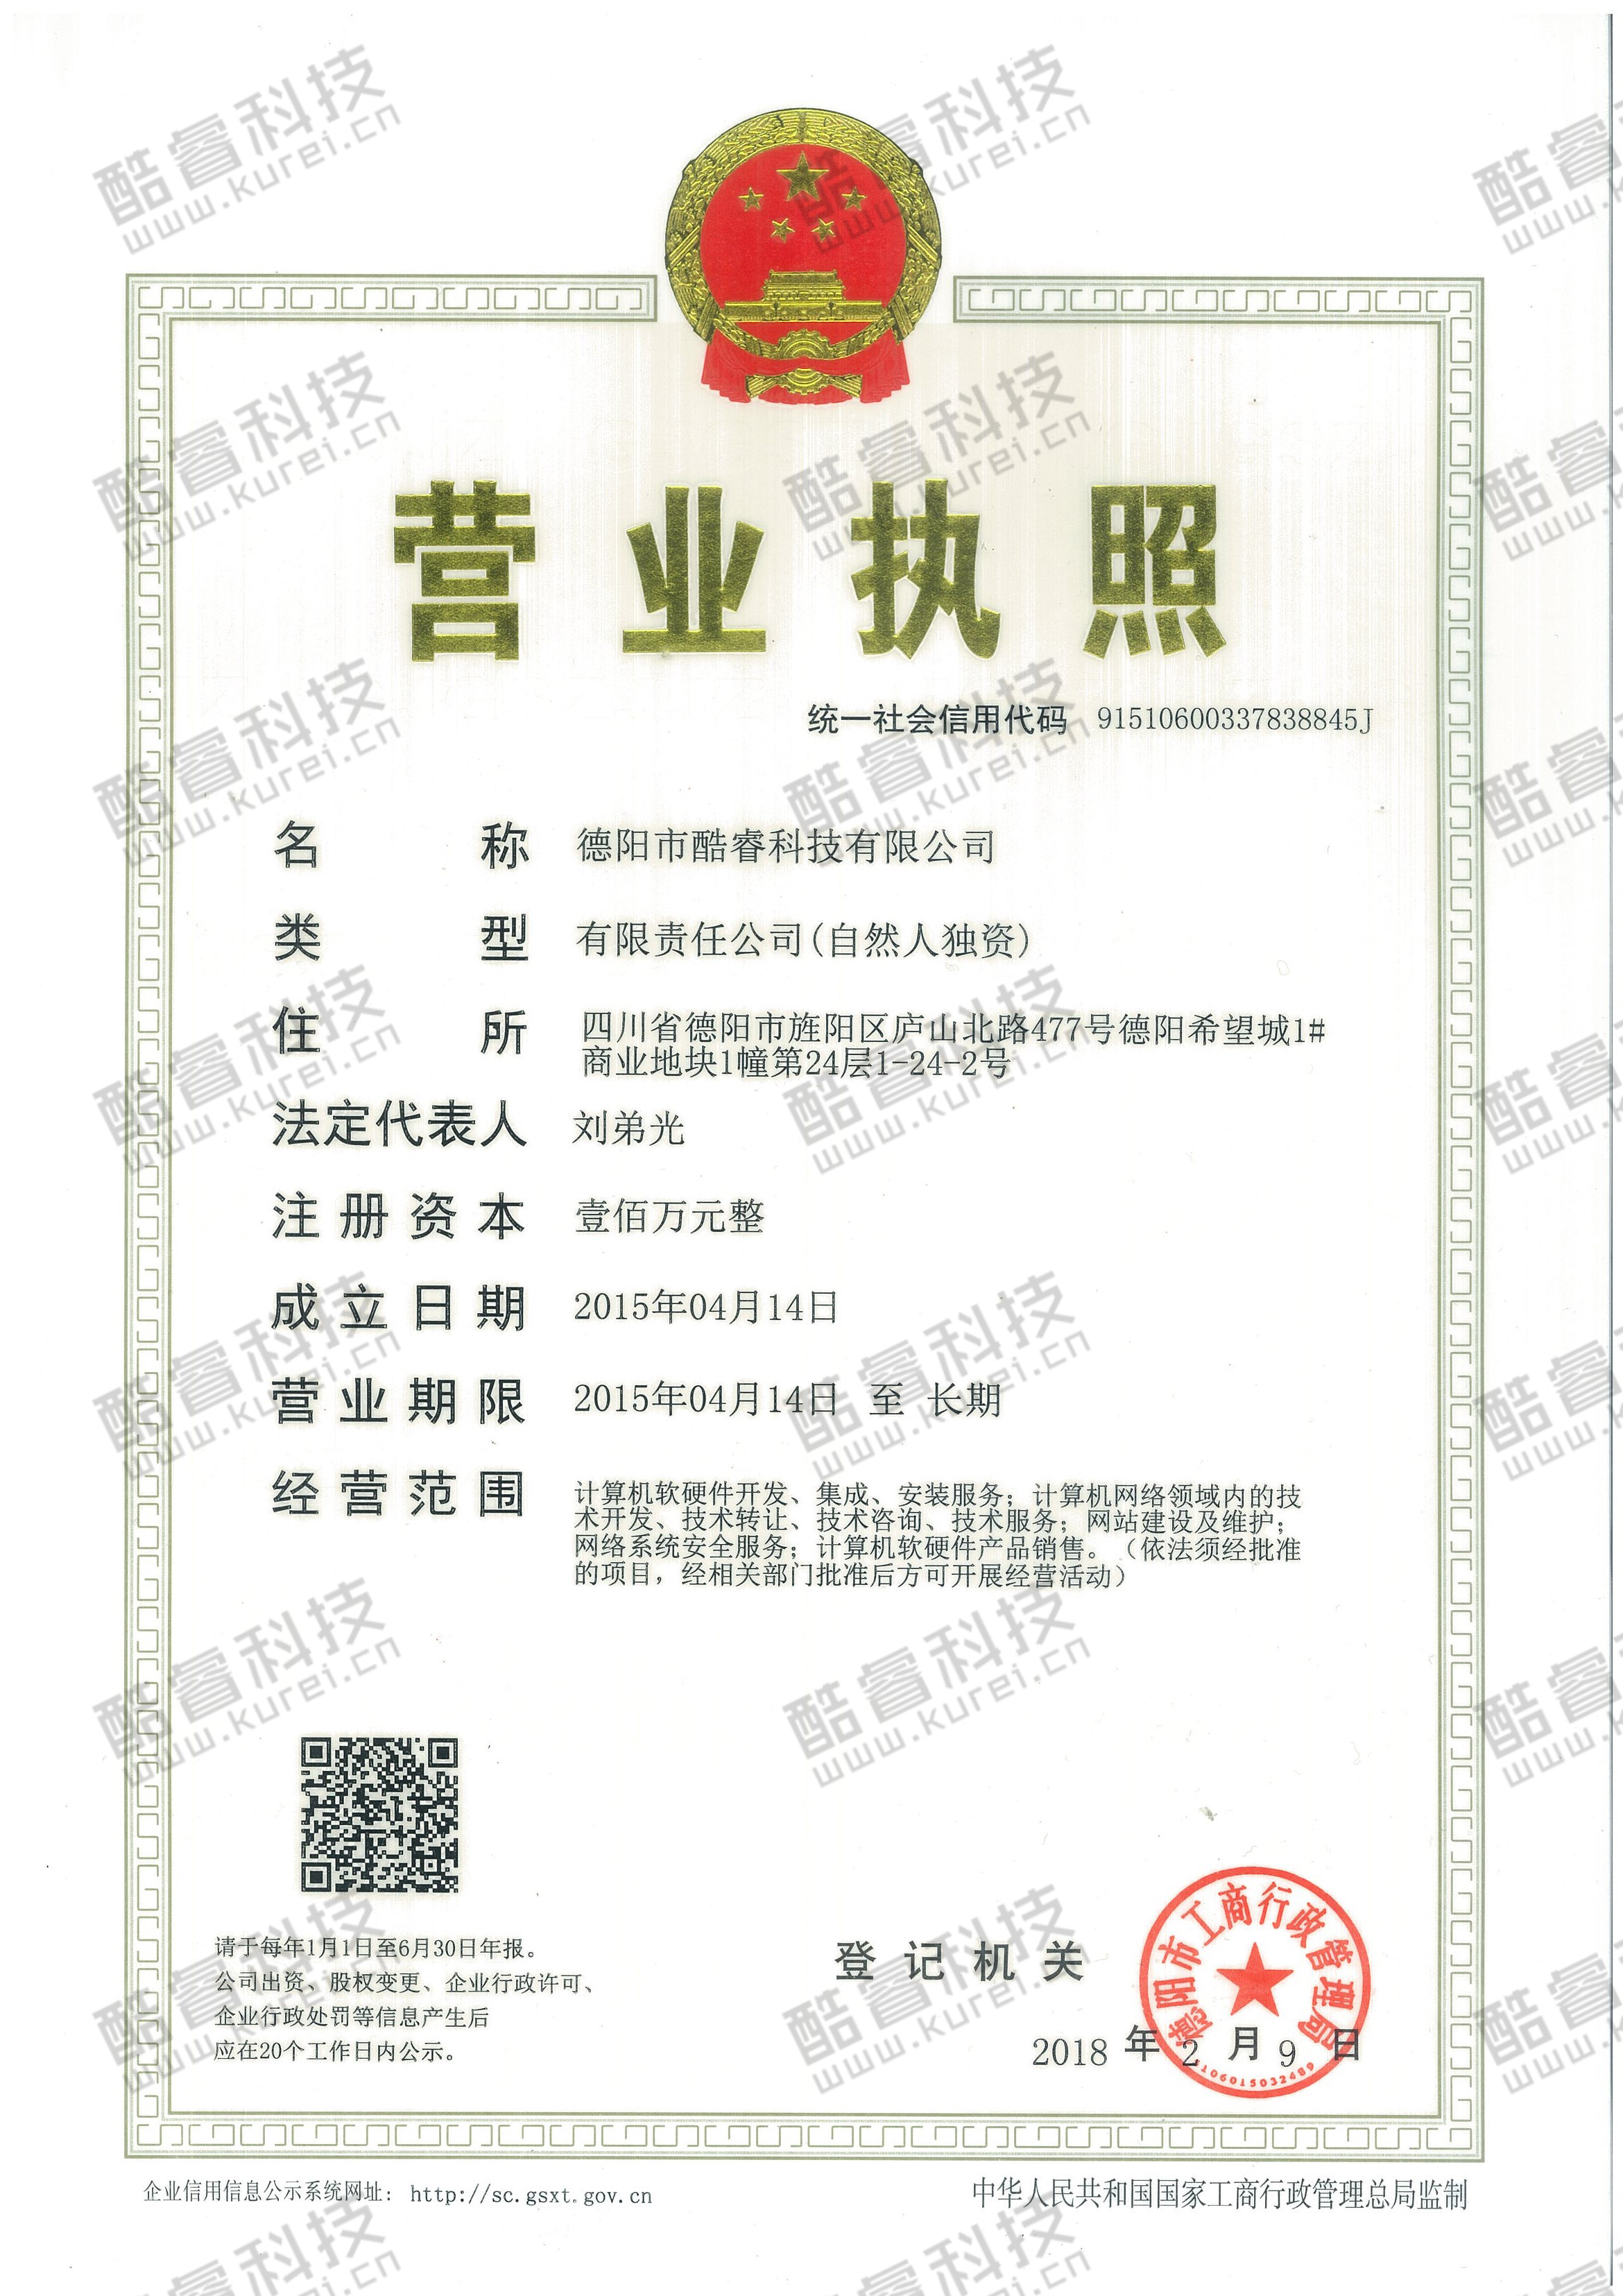 营业执照
统一社会信用代码 91510600337838845J
名称 德阳市酷睿科技有限公司
类型 有限责任公司(自然人独资)
住所 四川省德阳市旌阳区庐山北路477号德阳希望城1#
商业地块1幢第24层1-24-2号
法定代表人 刘弟光
注册资本 壹佰万元整
成立日期 2015年04月14日
营业期限 2015年04月14日 至 长期
经营范围 计算机软硬件开发、集成、安装服务；计算机网络领域内的技
术开发、技术转让、技术咨询、技术服务；网站建设及维护；
网络系统安全服务；计算机软硬件产品销售。（依法须经批准
的项目，经相关部门批准后方可开展经营活动）
请于每年1月1日至6月30日年报。
公司出资、股权变更、企业行政许可、
企业行政处罚等信息产生后
应在20个工作日内公示。
登记机关
德阳市工商行政管理局
5106015032489
2018 年 2 月 9 日
企业信用信息公示系统网址: http://sc.gsxt.gov.cn
中华人民共和国国家工商行政管理总局监制
酷睿科技
www.kurei.cn